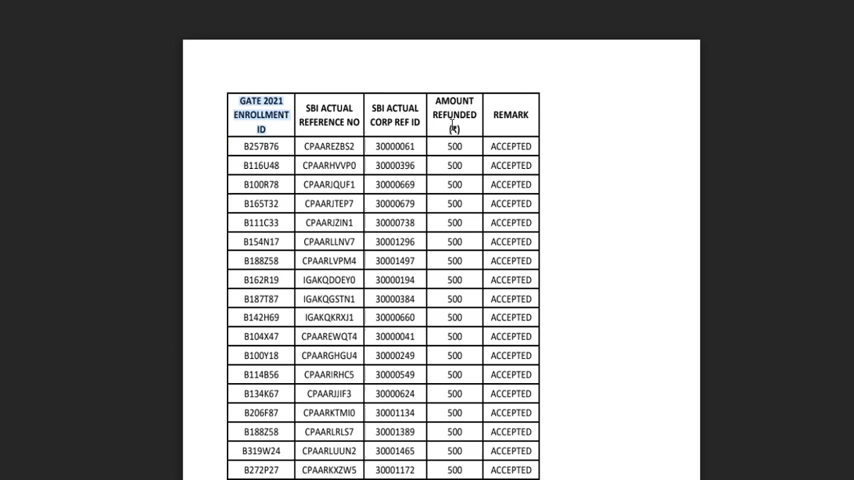 GATE 2021 ENROLLMENT ID SBI ACTUAL REFERENCE NO SBI ACTUAL CORP REF ID AMOUNT REFUNDED (₹) REMARK
B257B76 CPAAREZBS2 30000061 500 ACCEPTED
B116U48 CPAARHVVP0 30000396 500 ACCEPTED
B100R78 CPAARJQUF1 30000669 500 ACCEPTED
B165T32 CPAARJTEP7 30000679 500 ACCEPTED
B111C33 CPAARJZIN1 30000738 500 ACCEPTED
B154N17 CPAARLLNV7 30001296 500 ACCEPTED
B188Z58 CPAARLVPM4 30001497 500 ACCEPTED
B162R19 IGAKQDOEY0 30000194 500 ACCEPTED
B187T87 IGAKQGSTN1 30000384 500 ACCEPTED
B142H69 IGAKQKRXJ1 30000660 500 ACCEPTED
B104X47 CPAAREWQT4 30000041 500 ACCEPTED
B100Y18 CPAARGHGU4 30000249 500 ACCEPTED
B114B56 CPAARIRHC5 30000549 500 ACCEPTED
B134K67 CPAARJJIF3 30000624 500 ACCEPTED
B206F87 CPAARKTMI0 30001134 500 ACCEPTED
B188Z58 CPAARLRLS7 30001389 500 ACCEPTED
B319W24 CPAARLUUN2 30001465 500 ACCEPTED
B272P27 CPAARKXZW5 30001172 500 ACCEPTED